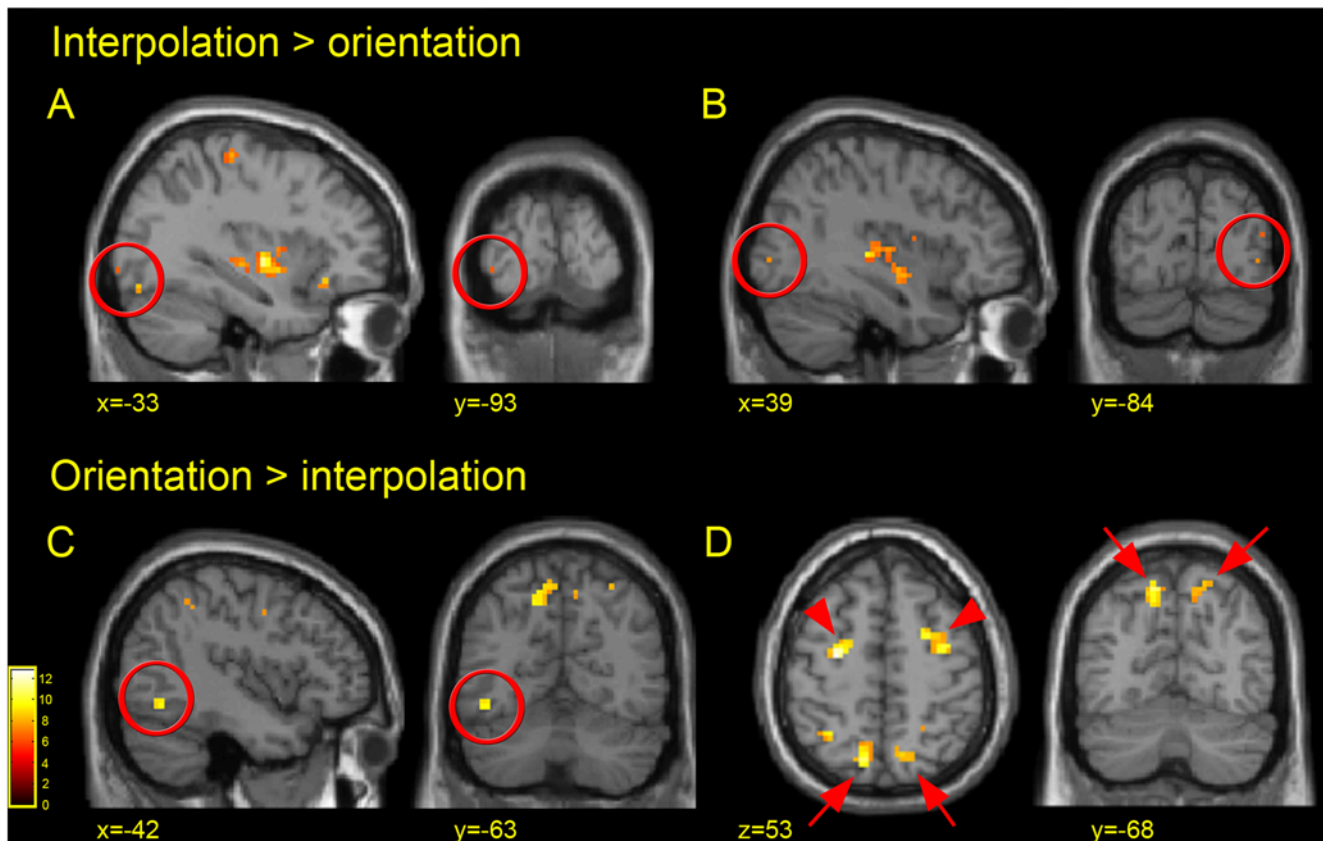 Interpolation > orientation
A
B
x=-33
y=-93
x=39
y=-84
Orientation > interpolation
C
D
12
10
8
6
4
2
0
x=-42
y=-63
z=53
y=-68